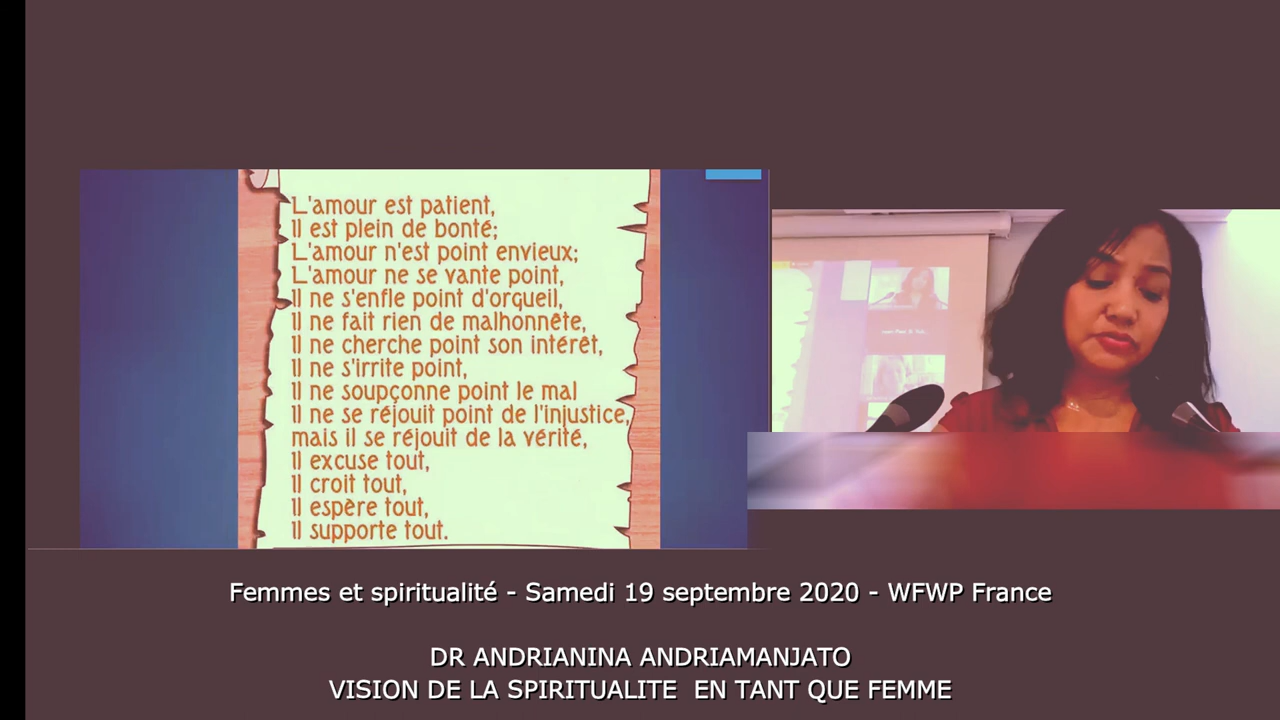 L'amour est patient,
Il est plein de bonté;
L'amour n'est point envieux;
L'amour ne se vante point,
Il ne s'enfle point d'orgueil,
Il ne fait rien de malhonnête,
Il ne cherche point son intérêt,
Il ne s'irrite point,
Il ne soupçonne point le mal
Il ne se réjouit point de l'injustice,
mais il se réjouit de la vérité,
Il excuse tout,
Il croit tout,
Il espère tout,
Il supporte tout.
Femmes et spiritualité - Samedi 19 septembre 2020 - WFWP France
DR ANDRIANINA ANDRIAMANJATO
VISION DE LA SPIRITUALITE EN TANT QUE FEMME